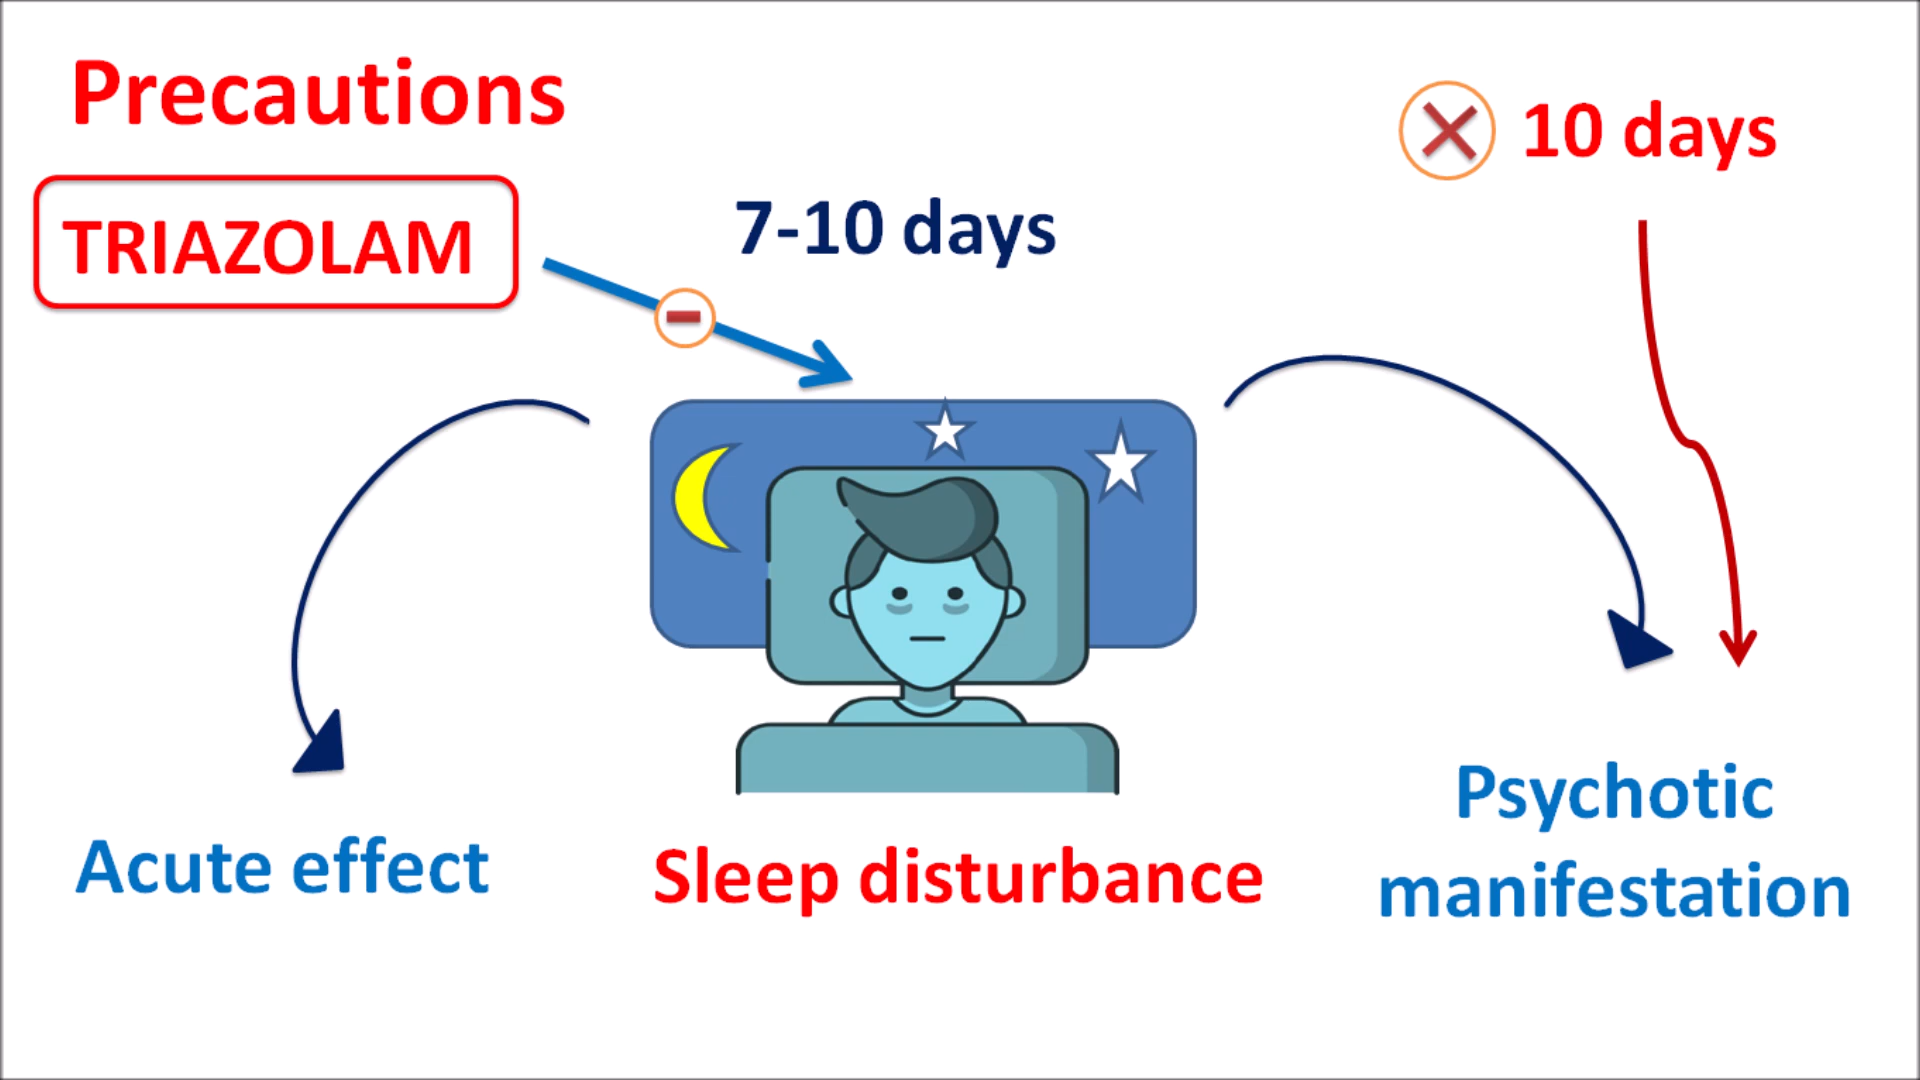 Precautions
TRIAZOLAM
7-10 days
10 days
Acute effect
Sleep disturbance
Psychotic
manifestation